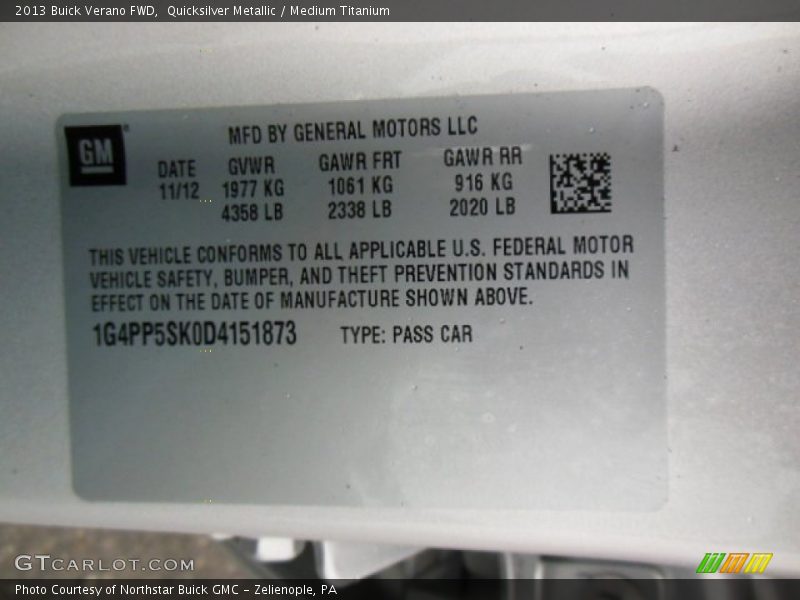 2013 Buick Verano FWD,  Quicksilver Metallic / Medium Titanium
GM
MFD BY GENERAL MOTORS LLC
DATE GVWR GAWR FRT GAWR RR
11/12 1977 KG 1061 KG 916 KG
4358 LB 2338 LB 2020 LB
THIS VEHICLE CONFORMS TO ALL APPLICABLE U.S. FEDERAL MOTOR
VEHICLE SAFETY, BUMPER, AND THEFT PREVENTION STANDARDS IN
EFFECT ON THE DATE OF MANUFACTURE SHOWN ABOVE.
1G4PP5SK0D4151873 TYPE: PASS CAR
GTCARLOT.COM
Photo Courtesy of Northstar Buick GMC - Zelienople, PA